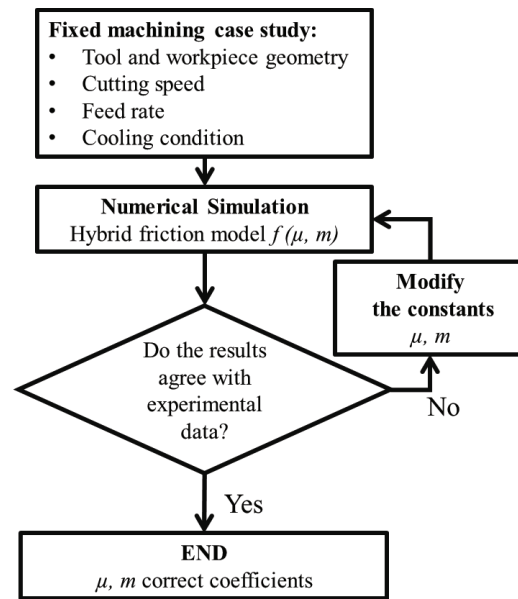 Fixed machining case study:
• Tool and workpiece geometry
• Cutting speed
• Feed rate
• Cooling condition
Numerical Simulation
Hybrid friction model f (μ, m)
Modify
the constants
μ, m
Do the results
agree with
experimental
data?
No
Yes
END
μ, m correct coefficients